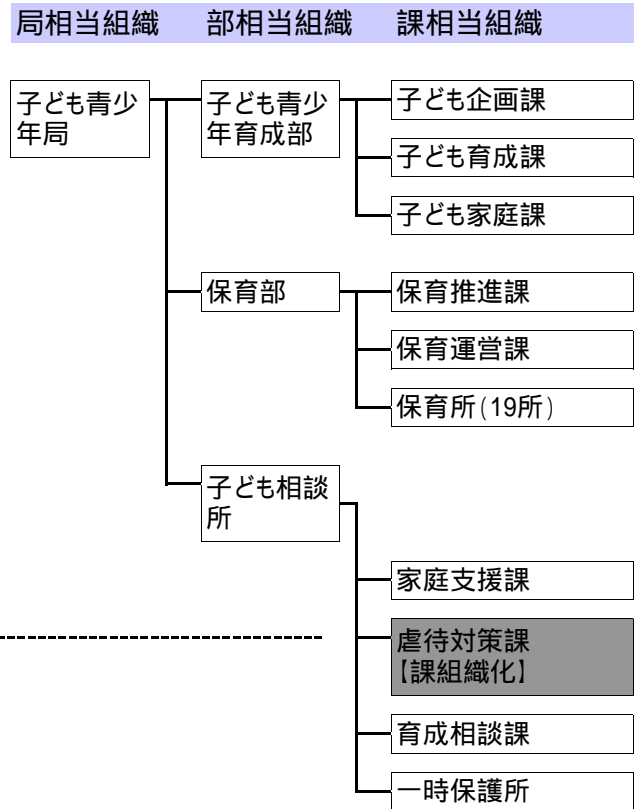 局相当組織 部相当組織 課相当組織
子ども青少
年局
子ども青少
年育成部
子ども企画課
子ども育成課
子ども家庭課
保育部
保育推進課
保育運営課
保育所(19所)
子ども相談
所
家庭支援課
虐待対策課
【課組織化】
育成相談課
一時保護所